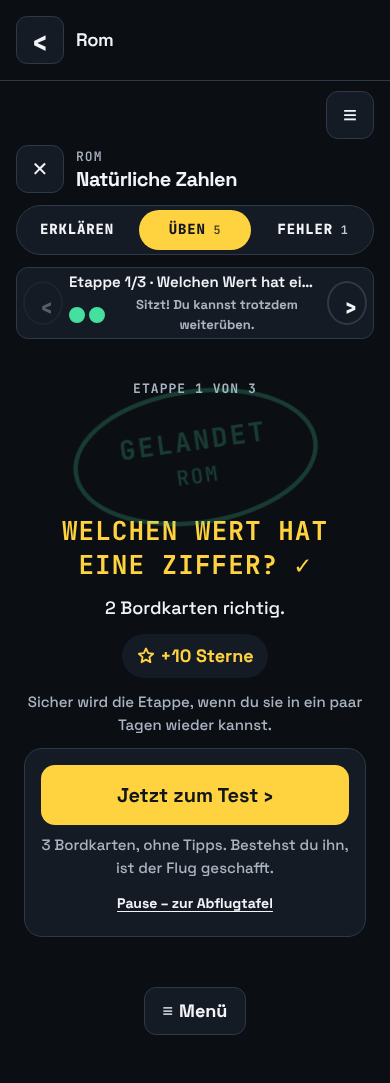 < Rom
≡
× ROM
Natürliche Zahlen
ERKLÄREN ÜBEN 5 FEHLER 1
< Etappe 1/3 · Welchen Wert hat ei... >
Sitzt! Du kannst trotzdem
weiterüben.
ETAPPE 1 VON 3
GELANDET
ROM
WELCHEN WERT HAT
EINE ZIFFER? ✓
2 Bordkarten richtig.
☆ +10 Sterne
Sicher wird die Etappe, wenn du sie in ein paar
Tagen wieder kannst.
Jetzt zum Test >
3 Bordkarten, ohne Tipps. Bestehst du ihn,
ist der Flug geschafft.
Pause – zur Abflugtafel
≡ Menü